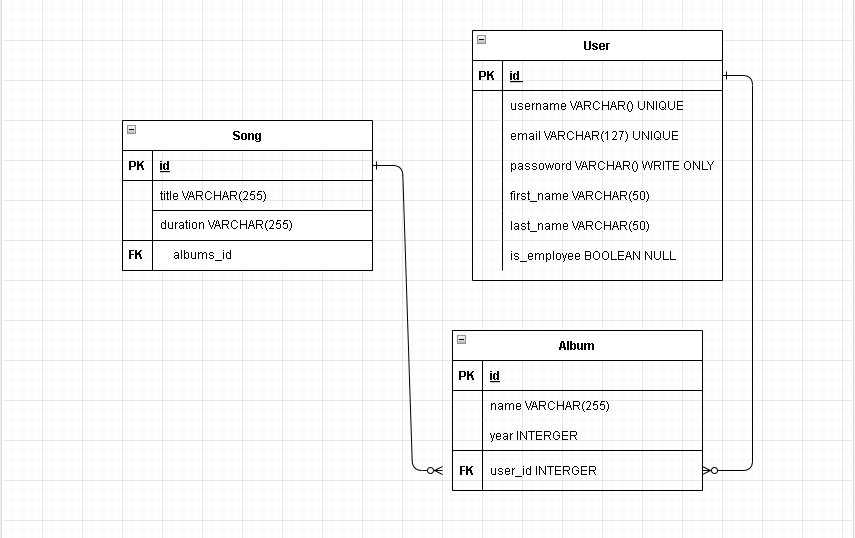 User
PK id
username VARCHAR() UNIQUE
email VARCHAR(127) UNIQUE
passoword VARCHAR() WRITE ONLY
first_name VARCHAR(50)
last_name VARCHAR(50)
is_employee BOOLEAN NULL
Song
PK id
title VARCHAR(255)
duration VARCHAR(255)
FK albums_id
Album
PK id
name VARCHAR(255)
year INTERGER
FK user_id INTERGER